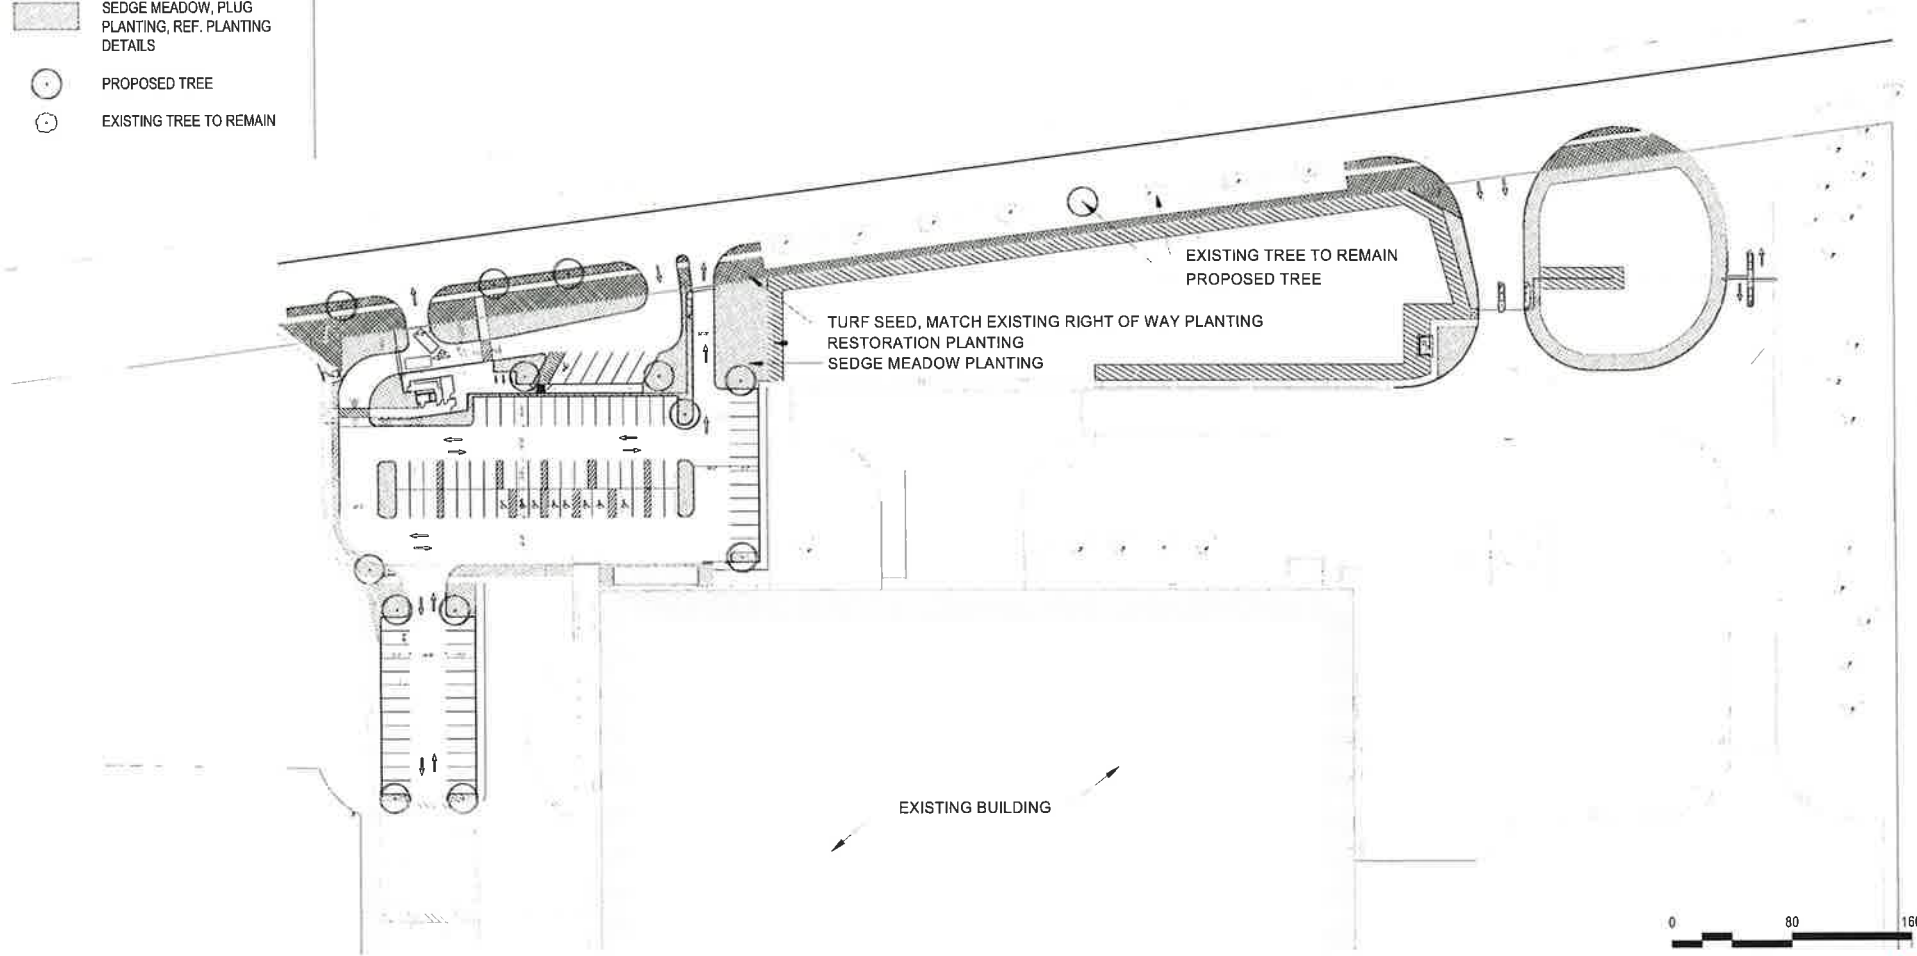 SEDGE MEADOW, PLUG
PLANTING, REF. PLANTING
DETAILS
PROPOSED TREE
EXISTING TREE TO REMAIN
EXISTING TREE TO REMAIN
PROPOSED TREE
TURF SEED, MATCH EXISTING RIGHT OF WAY PLANTING
RESTORATION PLANTING
SEDGE MEADOW PLANTING
EXISTING BUILDING
0 80 160